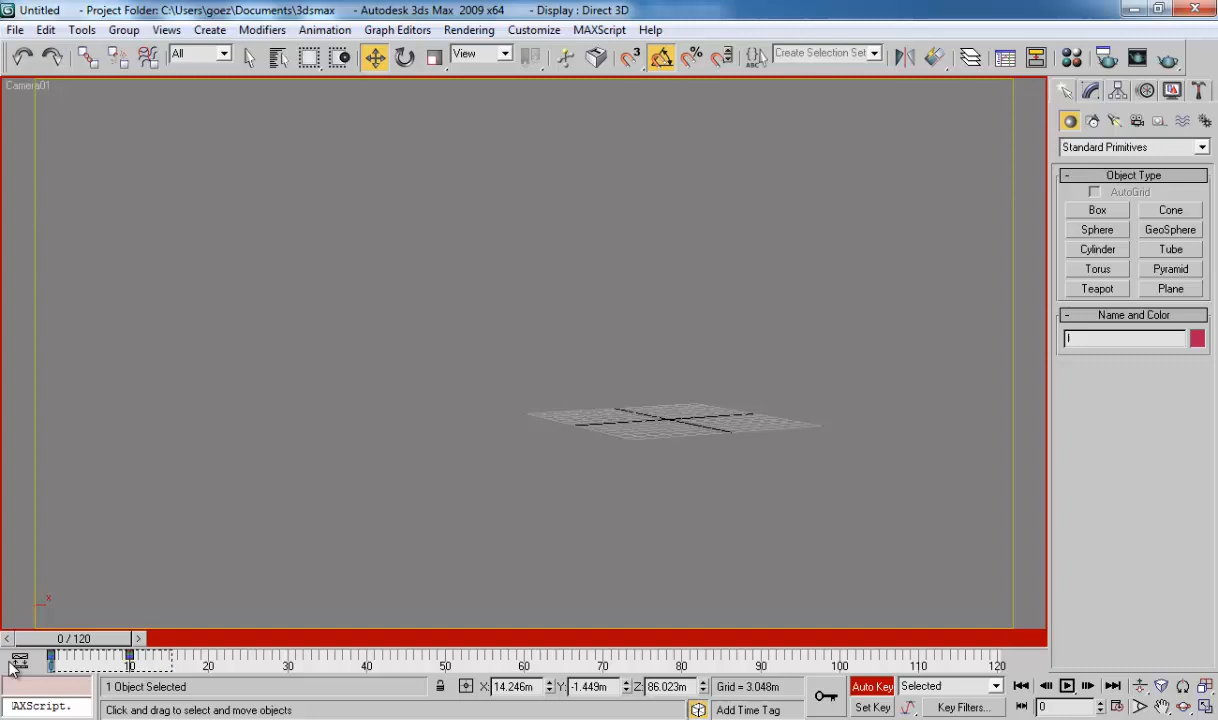 Untitled - Project Folder: C:\Users\goez\Documents\3dsmax - Autodesk 3ds Max 2009 x64 - Display : Direct 3D
File Edit Tools Group Views Create Modifiers Animation Graph Editors Rendering Customize MAXScript Help
All View 3 % Create Selection Set
Camera01
Standard Primitives
- Object Type
AutoGrid
Box Cone
Sphere GeoSphere
Cylinder Tube
Torus Pyramid
Teapot Plane
- Name and Color
x
< 0 / 120 >
0 10 20 30 40 50 60 70 80 90 100 110 120
1 Object Selected X: 14.246m Y: -1.449m Z: 86.023m Grid = 3.048m Auto Key Selected
AXScript. Click and drag to select and move objects Add Time Tag Set Key Key Filters... 0